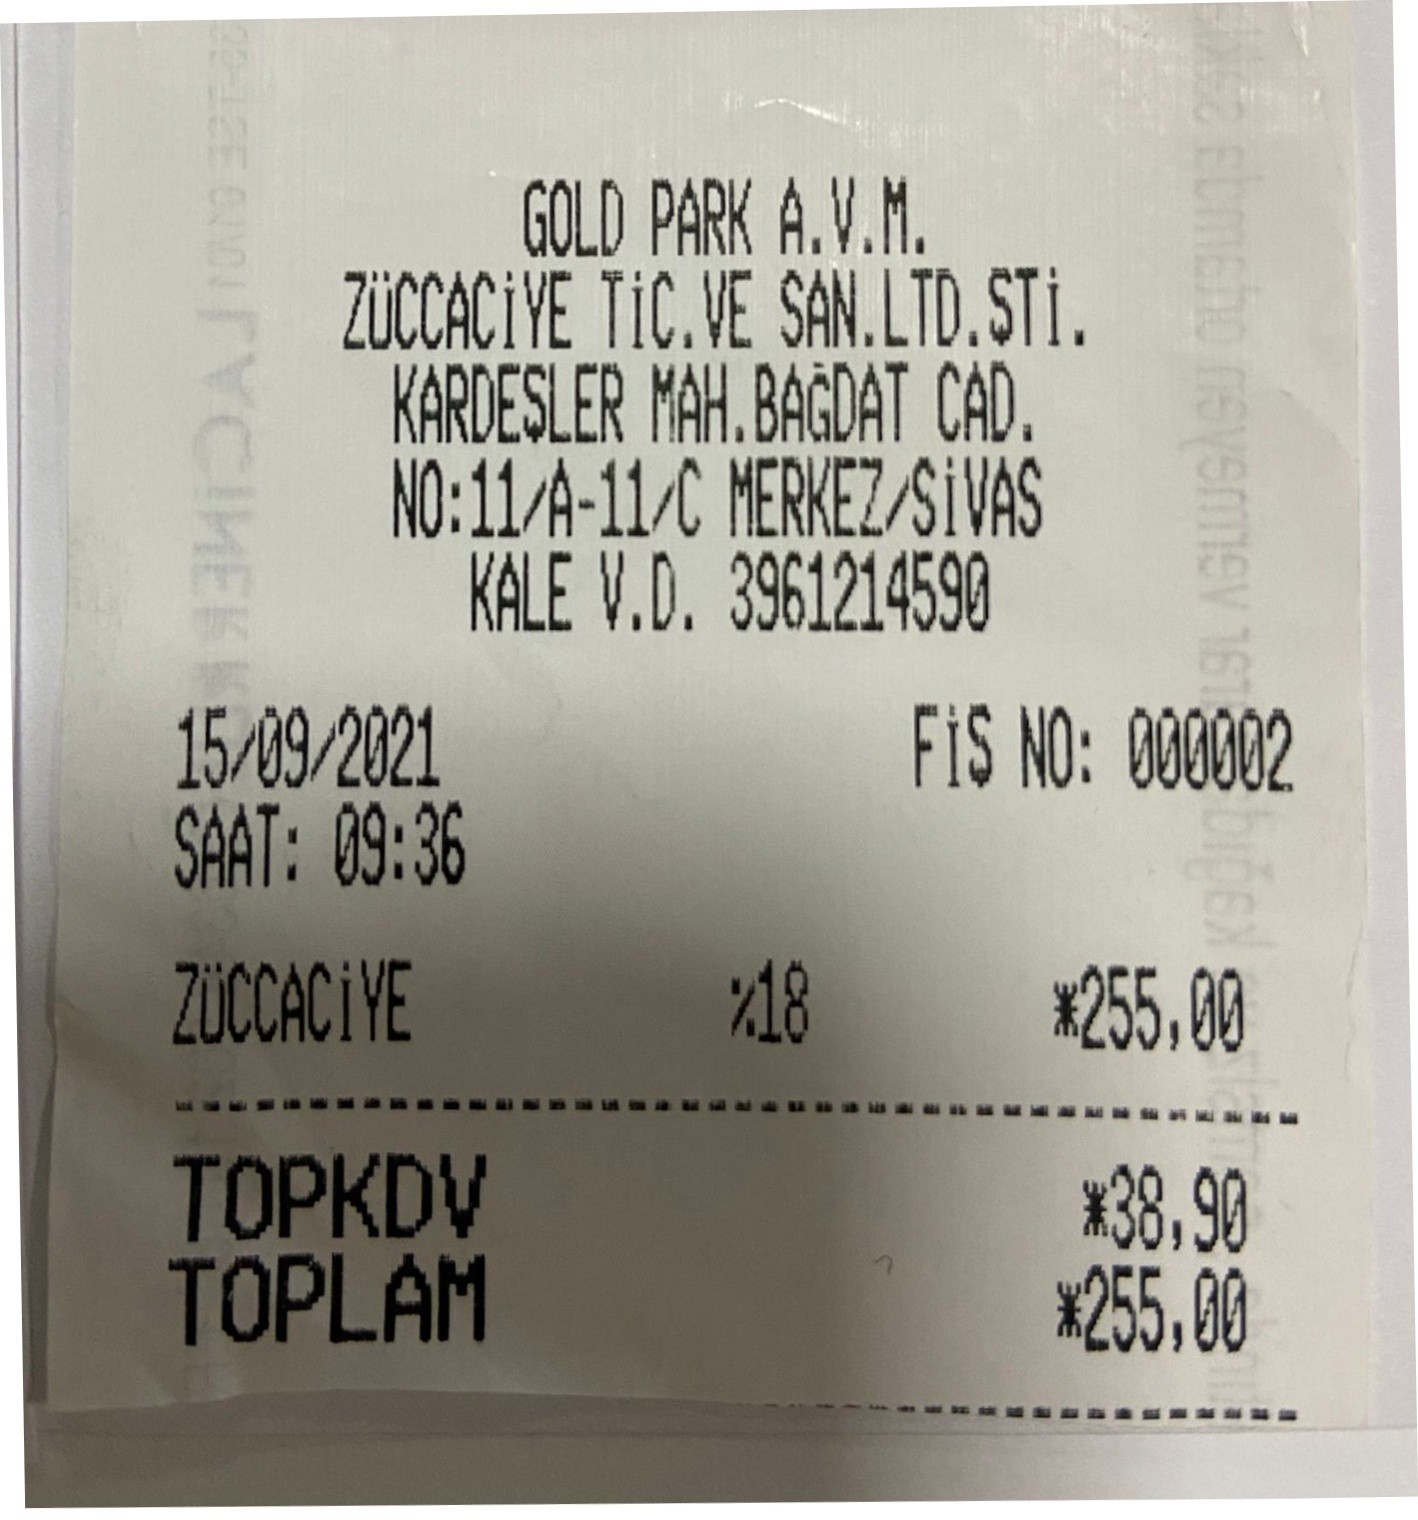 GOLD PARK A.V.M.
ZÜCCACİYE TİC.VE SAN.LTD.ŞTİ.
KARDEŞLER MAH.BAĞDAT CAD.
NO:11/A-11/C MERKEZ/SİVAS
KALE V.D. 3961214590
15/09/2021 FİŞ NO: 000002
SAAT: 09:36
ZÜCCACİYE %18 *255,00
TOPKDV *38,90
TOPLAM *255,00